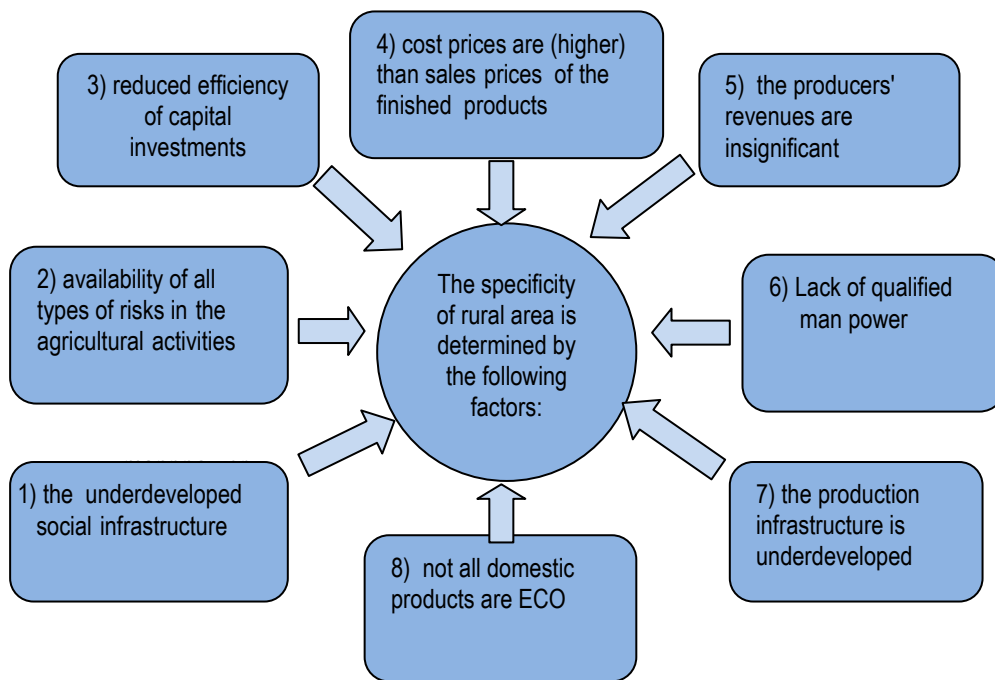 4) cost prices are (higher)
than sales prices of the
finished products
3) reduced efficiency
of capital
investments
5) the producers'
revenues are
insignificant
2) availability of all
types of risks in the
agricultural activities
The specificity
of rural area is
determined by
the following
factors:
6) Lack of qualified
man power
1) the underdeveloped
social infrastructure
7) the production
infrastructure is
underdeveloped
8) not all domestic
products are ECO